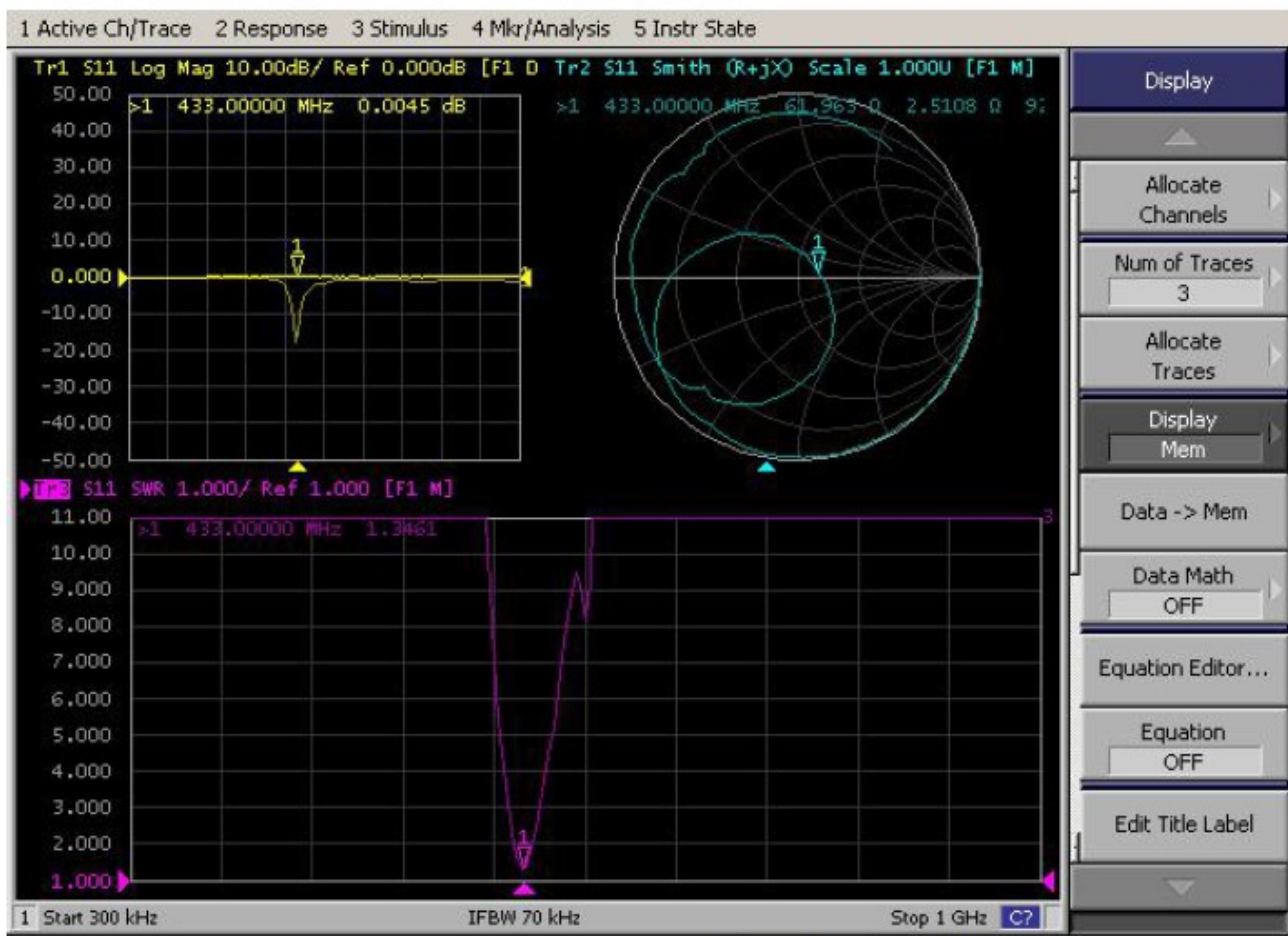 1 Active Ch/Trace 2 Response 3 Stimulus 4 Mkr/Analysis 5 Instr State
Tr1 S11 Log Mag 10.00dB/ Ref 0.000dB [F1 D
50.00
>1 433.00000 MHz 0.0045 dB
40.00
30.00
20.00
10.00
1
0.000
-10.00
-20.00
-30.00
-40.00
-50.00
Tr2 S11 Smith (R+jX) Scale 1.000U [F1 M]
>1 433.00000 MHz 61.963 Ω 2.5108 Ω 92
1
Tr3 S11 SWR 1.000/ Ref 1.000 [F1 M]
11.00
>1 433.00000 MHz 1.3461
3
10.00
9.000
8.000
7.000
6.000
5.000
4.000
3.000
2.000
1
1.000
1 Start 300 kHz IFBW 70 kHz Stop 1 GHz C?
Display
Allocate
Channels
Num of Traces
3
Allocate
Traces
Display
Mem
Data -> Mem
Data Math
OFF
Equation Editor...
Equation
OFF
Edit Title Label